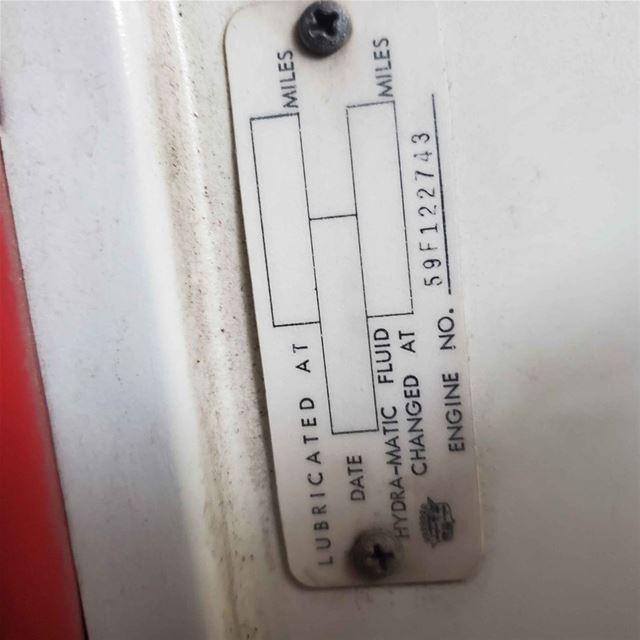 LUBRICATED AT MILES
DATE
HYDRA-MATIC FLUID
CHANGED AT MILES
ENGINE NO. 59F122743